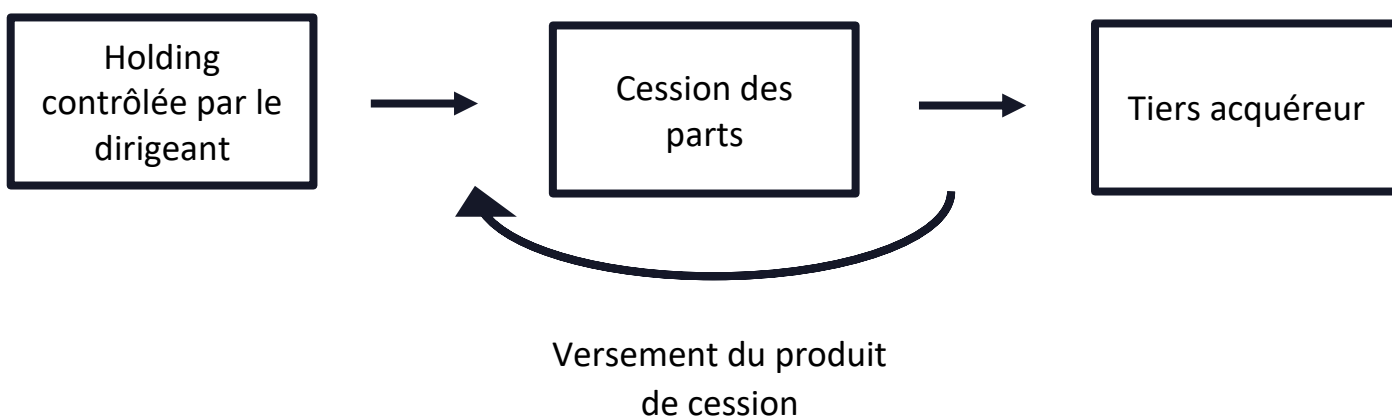 Holding
contrôlée par le
dirigeant
Cession des
parts
Tiers acquéreur
Versement du produit
de cession